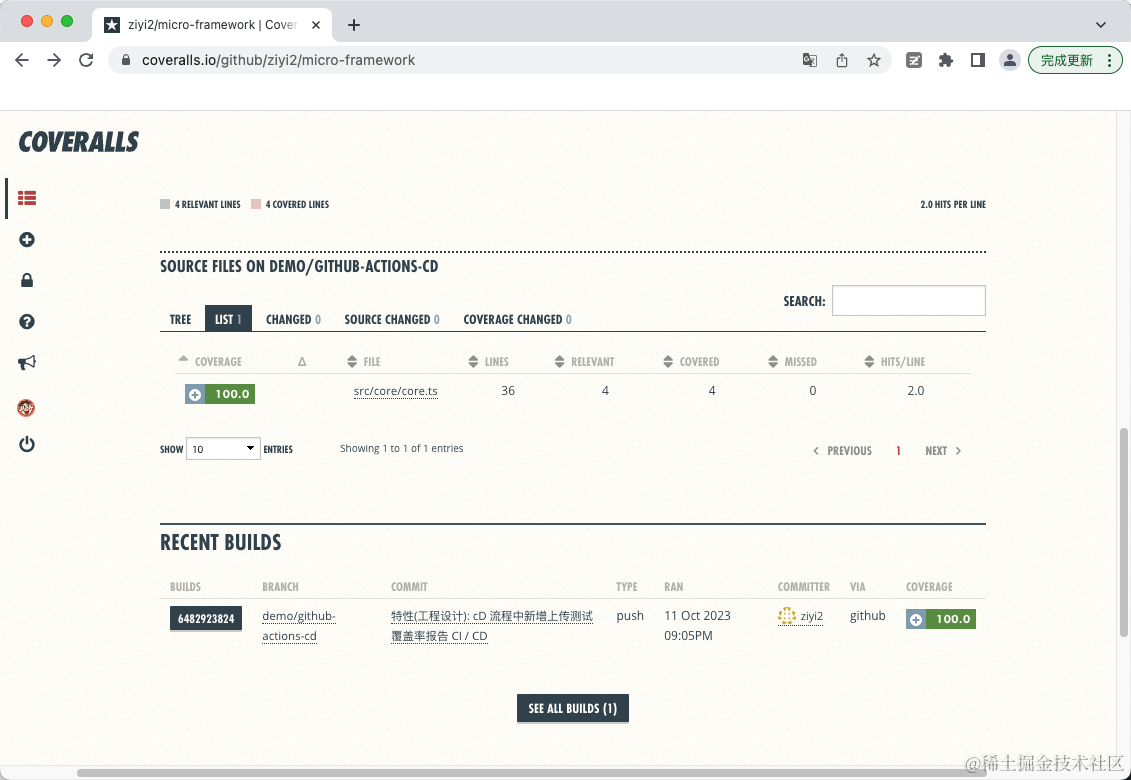 ziyi2/micro-framework | Cover
coveralls.io/github/ziyi2/micro-framework
完成更新
COVERALLS
4 RELEVANT LINES 4 COVERED LINES 2.0 HITS PER LINE
SOURCE FILES ON DEMO/GITHUB-ACTIONS-CD
SEARCH:
TREE LIST 1 CHANGED 0 SOURCE CHANGED 0 COVERAGE CHANGED 0
COVERAGE Δ FILE LINES RELEVANT COVERED MISSED HITS/LINE
100.0 src/core/core.ts 36 4 4 0 2.0
SHOW 10 ENTRIES Showing 1 to 1 of 1 entries PREVIOUS 1 NEXT
RECENT BUILDS
BUILDS BRANCH COMMIT TYPE RAN COMMITTER VIA COVERAGE
6482923824 demo/github- 特性(工程设计): cD 流程中新增上传测试 push 11 Oct 2023 ziyi2 github 100.0
actions-cd 覆盖率报告 CI / CD 09:05PM
SEE ALL BUILDS (1)
@稀土掘金技术社区